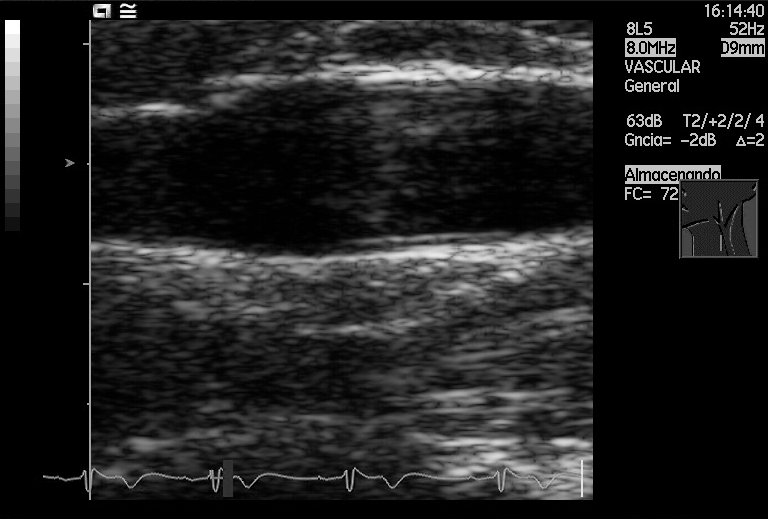 16:14:40
8L5 52Hz
8.0MHz 09mm
VASCULAR
General
63dB T2/+2/2/ 4
Gncia= -2dB Δ=2
Almacenando
FC= 72